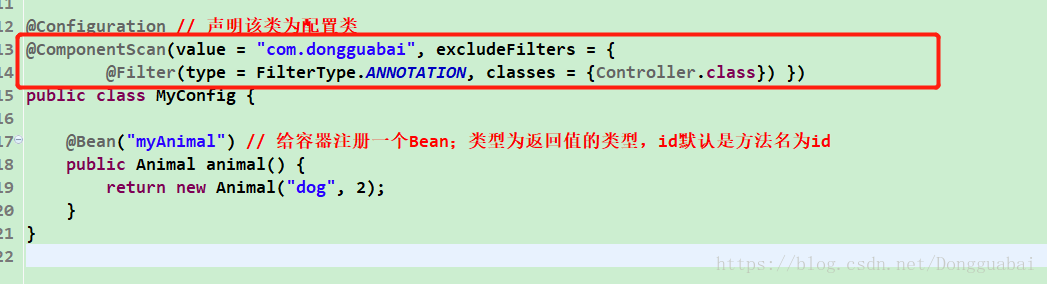 11
12 @Configuration // 声明该类为配置类
13 @ComponentScan(value = "com.dongguabai", excludeFilters = {
14 @Filter(type = FilterType.ANNOTATION, classes = {Controller.class}) })
15 public class MyConfig {
16
17 @Bean("myAnimal") // 给容器注册一个Bean；类型为返回值的类型，id默认是方法名为id
18 public Animal animal() {
19 return new Animal("dog", 2);
20 }
21 }
22
https://blog.csdn.net/Dongguabai